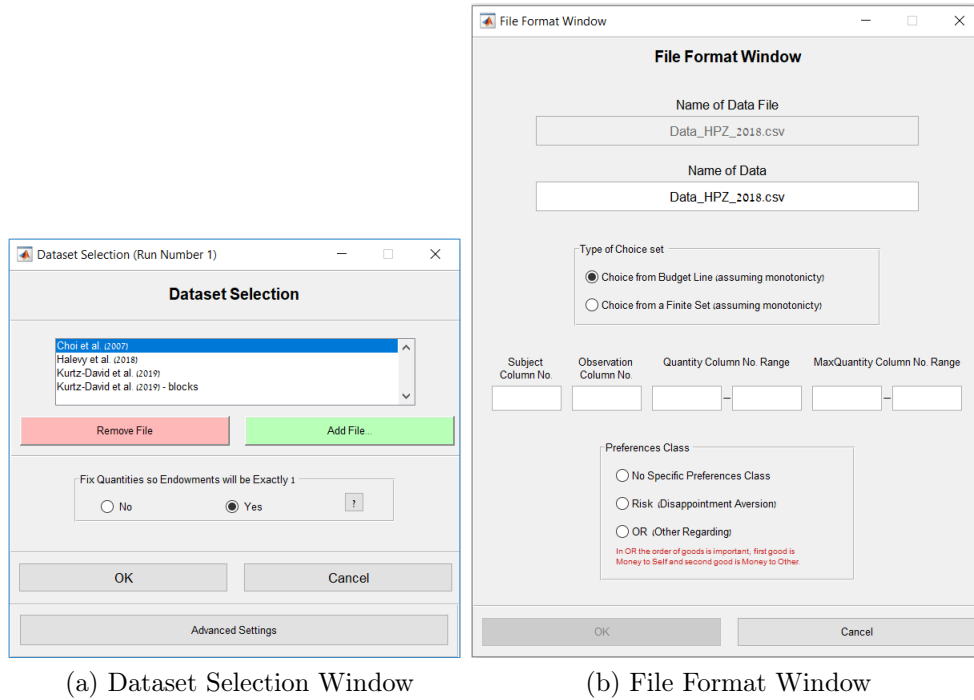 Dataset Selection (Run Number 1)
Dataset Selection
Choi et al. (2007)
Halevy et al. (2018)
Kurtz-David et al. (2019)
Kurtz-David et al. (2019) - blocks
Remove File
Add File...
Fix Quantities so Endowments will be Exactly 1
No
Yes
?
OK
Cancel
Advanced Settings
(a) Dataset Selection Window
File Format Window
File Format Window
Name of Data File
Data_HPZ_2018.csv
Name of Data
Data_HPZ_2018.csv
Type of Choice set
Choice from Budget Line (assuming monotonicty)
Choice from a Finite Set (assuming monotonicty)
Subject
Column No.
Observation
Column No.
Quantity Column No. Range
MaxQuantity Column No. Range
–
–
Preferences Class
No Specific Preferences Class
Risk (Disappointment Aversion)
OR (Other Regarding)
In OR the order of goods is important, first good is
Money to Self and second good is Money to Other.
OK
Cancel
(b) File Format Window